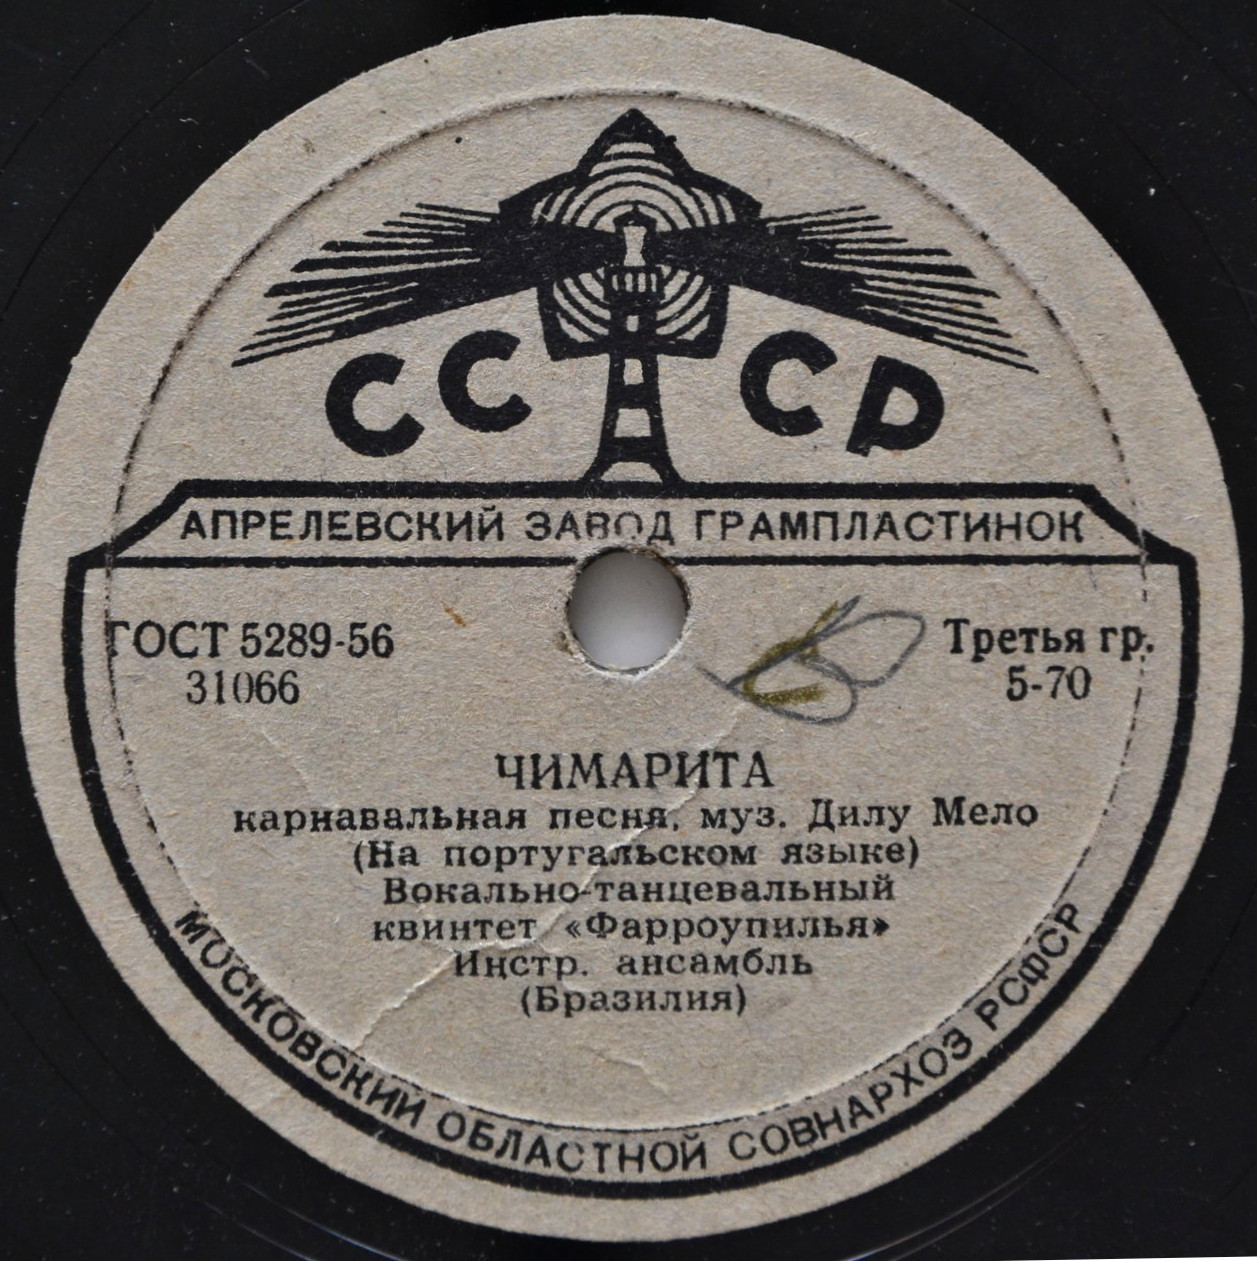 СССР
АПРЕЛЕВСКИЙ ЗАВОД ГРАМПЛАСТИНОК
ГОСТ 5289-56
31066
Третья гр.
5-70
ЧИМАРИТА
карнавальная песня, муз. Дилу Мело
(На португальском языке)
Вокально-танцевальный
квинтет «Фарроупилья»
Инстр. ансамбль
(Бразилия)
МОСКОВСКИЙ ОБЛАСТНОЙ СОВНАРХОЗ РСФСР